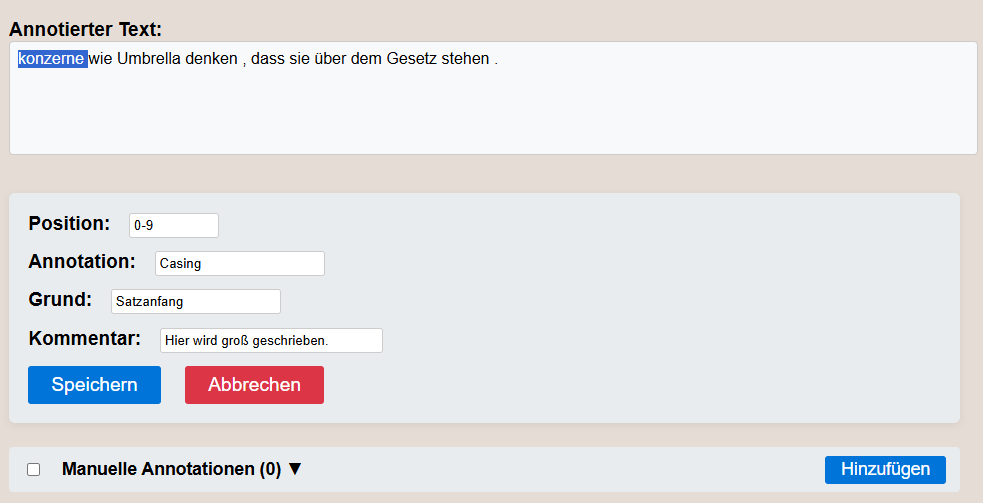 Annotierter Text:
konzerne wie Umbrella denken , dass sie über dem Gesetz stehen .
Position: 0-9
Annotation: Casing
Grund: Satzanfang
Kommentar: Hier wird groß geschrieben.
Speichern Abbrechen
Manuelle Annotationen (0) ▼ Hinzufügen